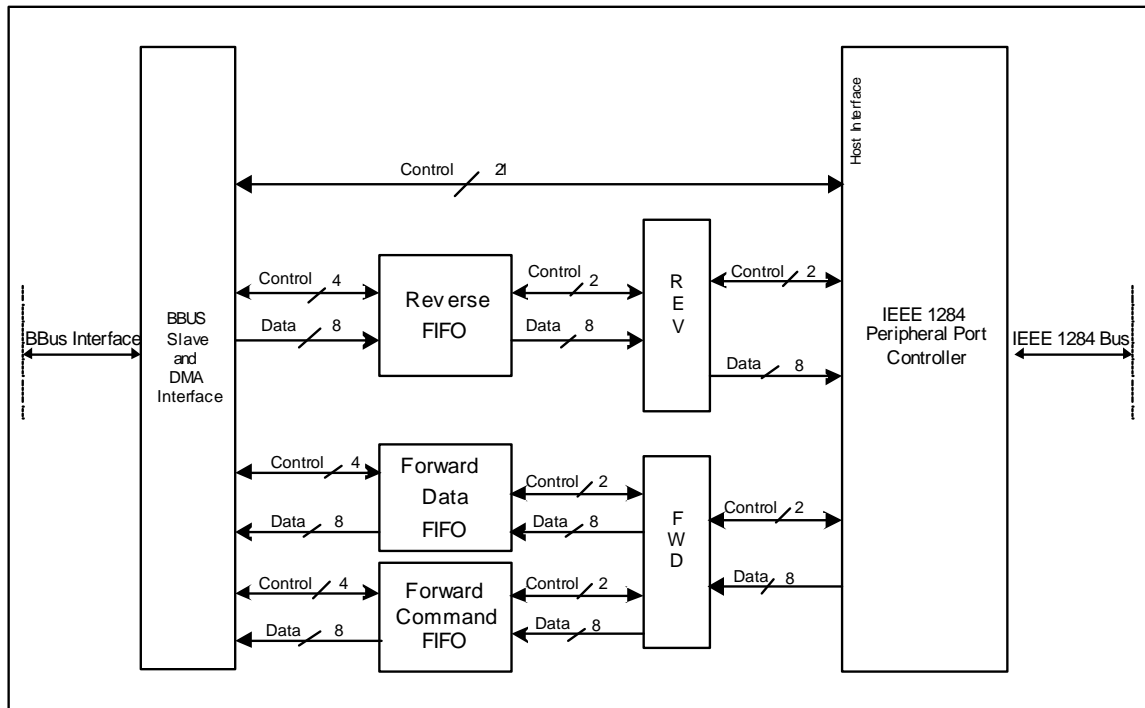 Host Interface
Control 21
Control 4
Control 2
Control 2
Reverse
FIFO
R
E
V
Data 8
Data 8
Data 8
BBus Interface
BBUS
Slave
and
DMA
Interface
IEEE 1284
Peripheral Port
Controller
IEEE 1284 Bus
Control 4
Forward
Data
FIFO
Control 2
Data 8
Data 8
F
W
D
Control 2
Data 8
Control 4
Forward
Command
FIFO
Control 2
Data 8
Data 8